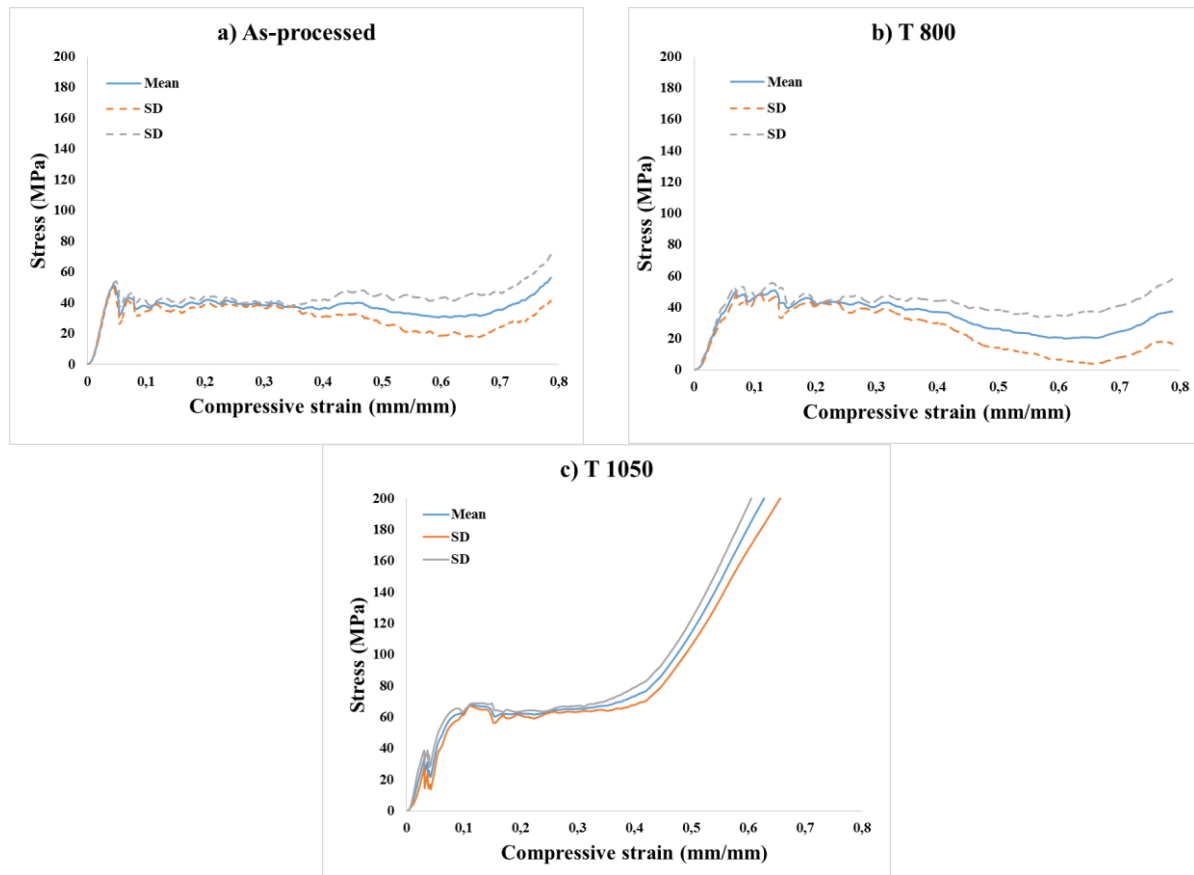 a) As-processed
200
180
160
140
120
100
80
60
40
20
0
Stress (MPa)
Mean
SD
SD
0 0,1 0,2 0,3 0,4 0,5 0,6 0,7 0,8
Compressive strain (mm/mm)
b) T 800
200
180
160
140
120
100
80
60
40
20
0
Stress (MPa)
Mean
SD
SD
0 0,1 0,2 0,3 0,4 0,5 0,6 0,7 0,8
Compressive strain (mm/mm)
c) T 1050
200
180
160
140
120
100
80
60
40
20
0
Stress (MPa)
Mean
SD
SD
0 0,1 0,2 0,3 0,4 0,5 0,6 0,7 0,8
Compressive strain (mm/mm)